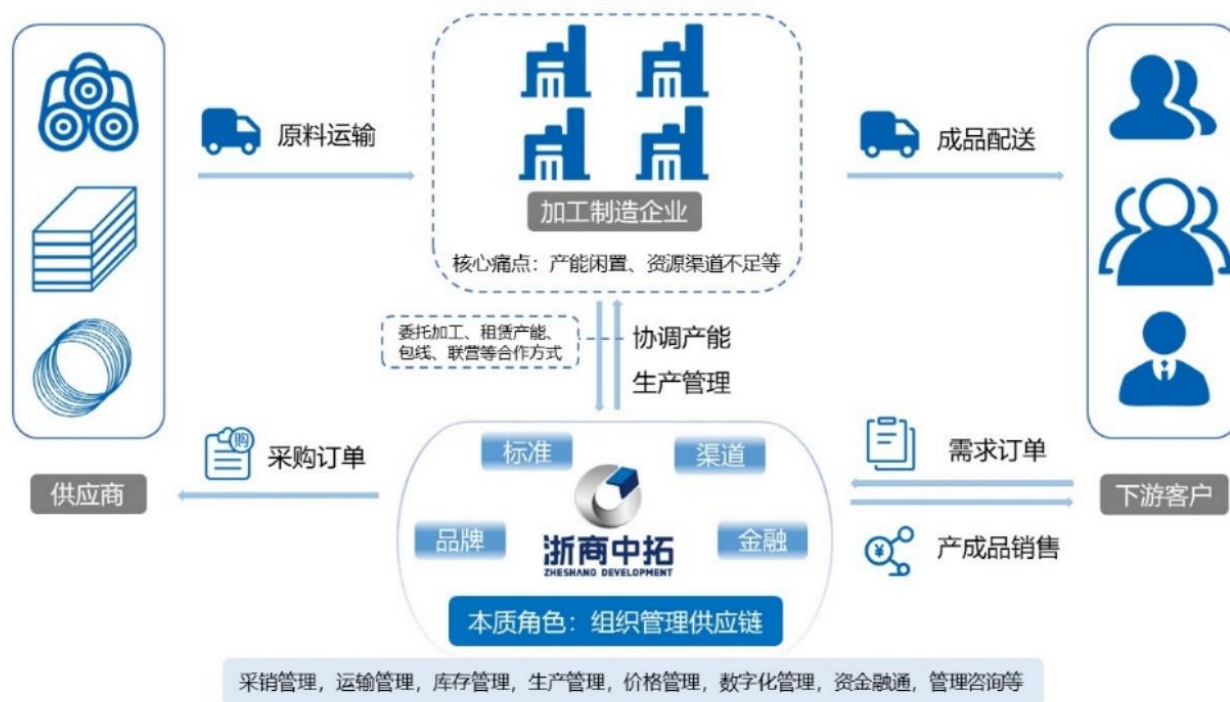 原料运输
成品配送
加工制造企业
核心痛点：产能闲置、资源渠道不足等
委托加工、租赁产能、
包线、联营等合作方式
协调产能
生产管理
购
采购订单
供应商
标准
渠道
品牌
金融
浙商中拓
ZHESHANG DEVELOPMENT
本质角色：组织管理供应链
需求订单
¥
产成品销售
下游客户
采销管理，运输管理，库存管理，生产管理，价格管理，数字化管理，资金融通，管理咨询等